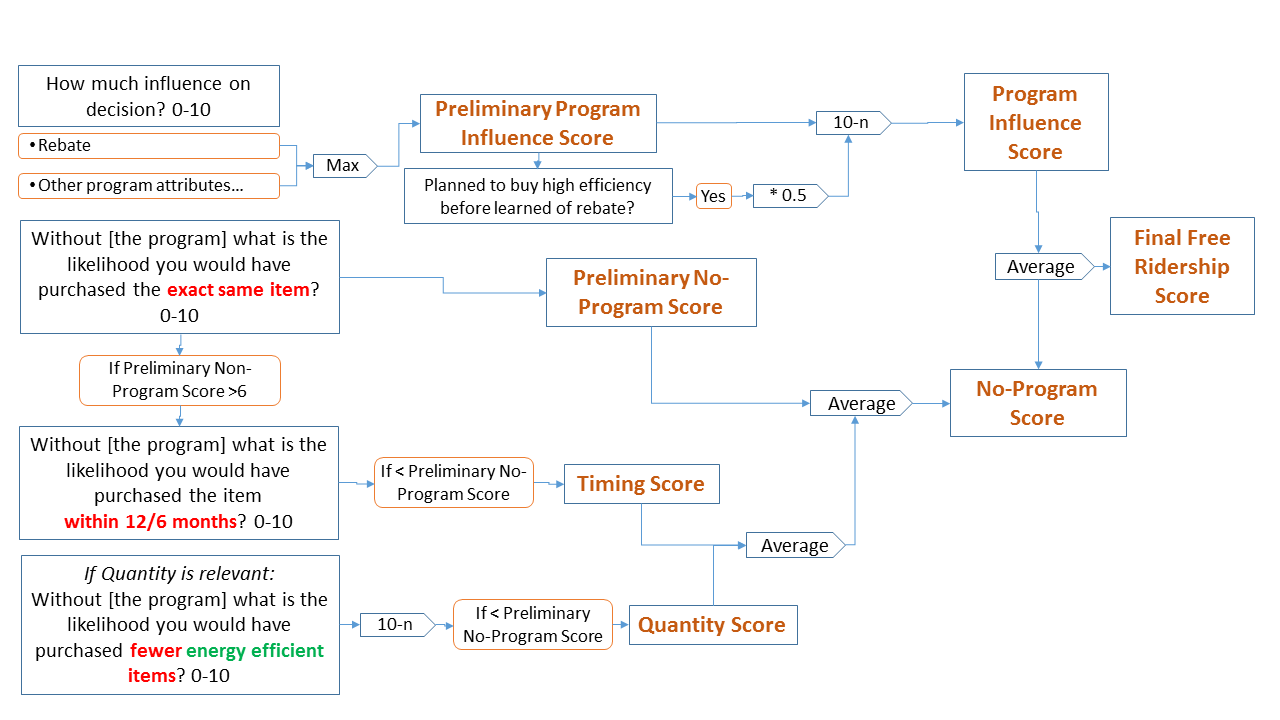 How much influence on
decision? 0-10
• Rebate
• Other program attributes...
Max
Preliminary Program
Influence Score
Planned to buy high efficiency
before learned of rebate?
Yes
* 0.5
10-n
Program
Influence
Score
Without [the program] what is the
likelihood you would have
purchased the exact same item?
0-10
Preliminary No-
Program Score
Average
Final Free
Ridership
Score
If Preliminary Non-
Program Score >6
Average
No-Program
Score
Without [the program] what is the
likelihood you would have
purchased the item
within 12/6 months? 0-10
If < Preliminary No-
Program Score
Timing Score
Average
If Quantity is relevant:
Without [the program] what is the
likelihood you would have
purchased fewer energy efficient
items? 0-10
10-n
If < Preliminary
No-Program Score
Quantity Score